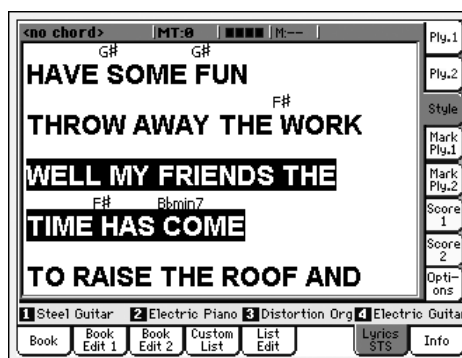 <no chord> MT:0 M:--
G# G#
HAVE SOME FUN
F#
THROW AWAY THE WORK
WELL MY FRIENDS THE
F# Bbmin7
TIME HAS COME
TO RAISE THE ROOF AND
1 Steel Guitar 2 Electric Piano 3 Distortion Org 4 Electric Guita
Book
Book Edit 1
Book Edit 2
Custom List
List Edit
Lyrics STS
Info
Ply.1
Ply.2
Style
Mark Ply.1
Mark Ply.2
Score 1
Score 2
Opti-
ons